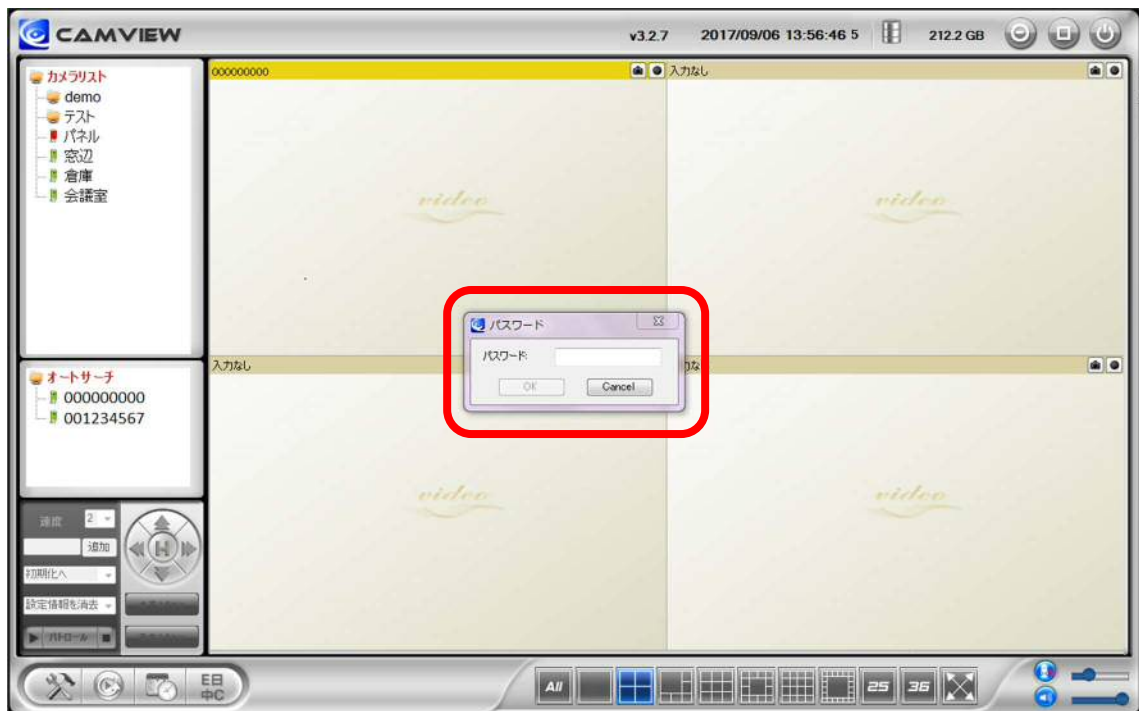 CAMVIEW
v3.2.7 2017/09/06 13:56:46 5 212.2 GB
カメラリスト
demo
テスト
パネル
窓辺
倉庫
会議室
000000000
入力なし
video
video
パスワード
パスワード:
OK
Cancel
入力なし
video
video
オートサーチ
000000000
001234567
速度 2
追加
H
初期化へ
設定情報を消去
パトロール
E日
中C
All
25
36